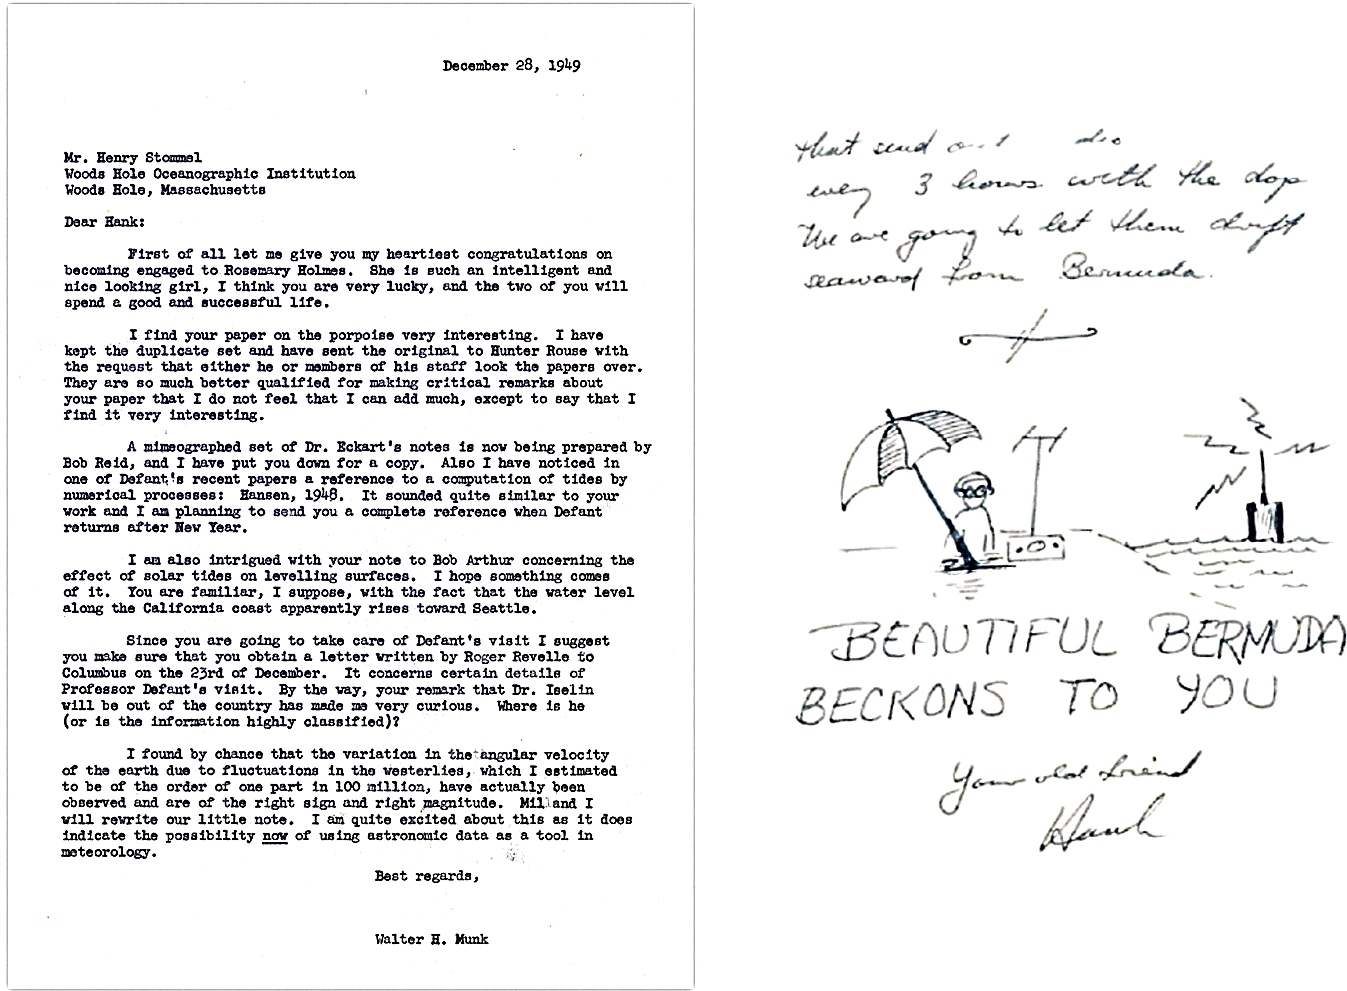 December 28, 1949
Mr. Henry Stommel
Woods Hole Oceanographic Institution
Woods Hole, Massachusetts
Dear Hank:
First of all let me give you my heartiest congratulations on
becoming engaged to Rosemary Holmes. She is such an intelligent and
nice looking girl, I think you are very lucky, and the two of you will
spend a good and successful life.
I find your paper on the porpoise very interesting. I have
kept the duplicate set and have sent the original to Hunter Rouse with
the request that either he or members of his staff look the papers over.
They are so much better qualified for making critical remarks about
your paper that I do not feel that I can add much, except to say that I
find it very interesting.
A mimeographed set of Dr. Eckart's notes is now being prepared by
Bob Reid, and I have put you down for a copy. Also I have noticed in
one of Defant's recent papers a reference to a computation of tides by
numerical processes: Hansen, 1948. It sounded quite similar to your
work and I am planning to send you a complete reference when Defant
returns after New Year.
I am also intrigued with your note to Bob Arthur concerning the
effect of solar tides on levelling surfaces. I hope something comes
of it. You are familiar, I suppose, with the fact that the water level
along the California coast apparently rises toward Seattle.
Since you are going to take care of Defant's visit I suggest
you make sure that you obtain a letter written by Roger Revelle to
Columbus on the 23rd of December. It concerns certain details of
Professor Defant's visit. By the way, your remark that Dr. Iselin
will be out of the country has made me very curious. Where is he
(or is the information highly classified)?
I found by chance that the variation in the angular velocity
of the earth due to fluctuations in the westerlies, which I estimated
to be of the order of one part in 100 million, have actually been
observed and are of the right sign and right magnitude. Mil and I
will rewrite our little note. I am quite excited about this as it does
indicate the possibility now of using astronomic data as a tool in
meteorology.
Best regards,
Walter H. Munk
that send
every 3 hours with the dop
We are going to let them drift
seaward from Bermuda.
BEAUTIFUL BERMUDA
BECKONS TO YOU
Your old friend
Hank